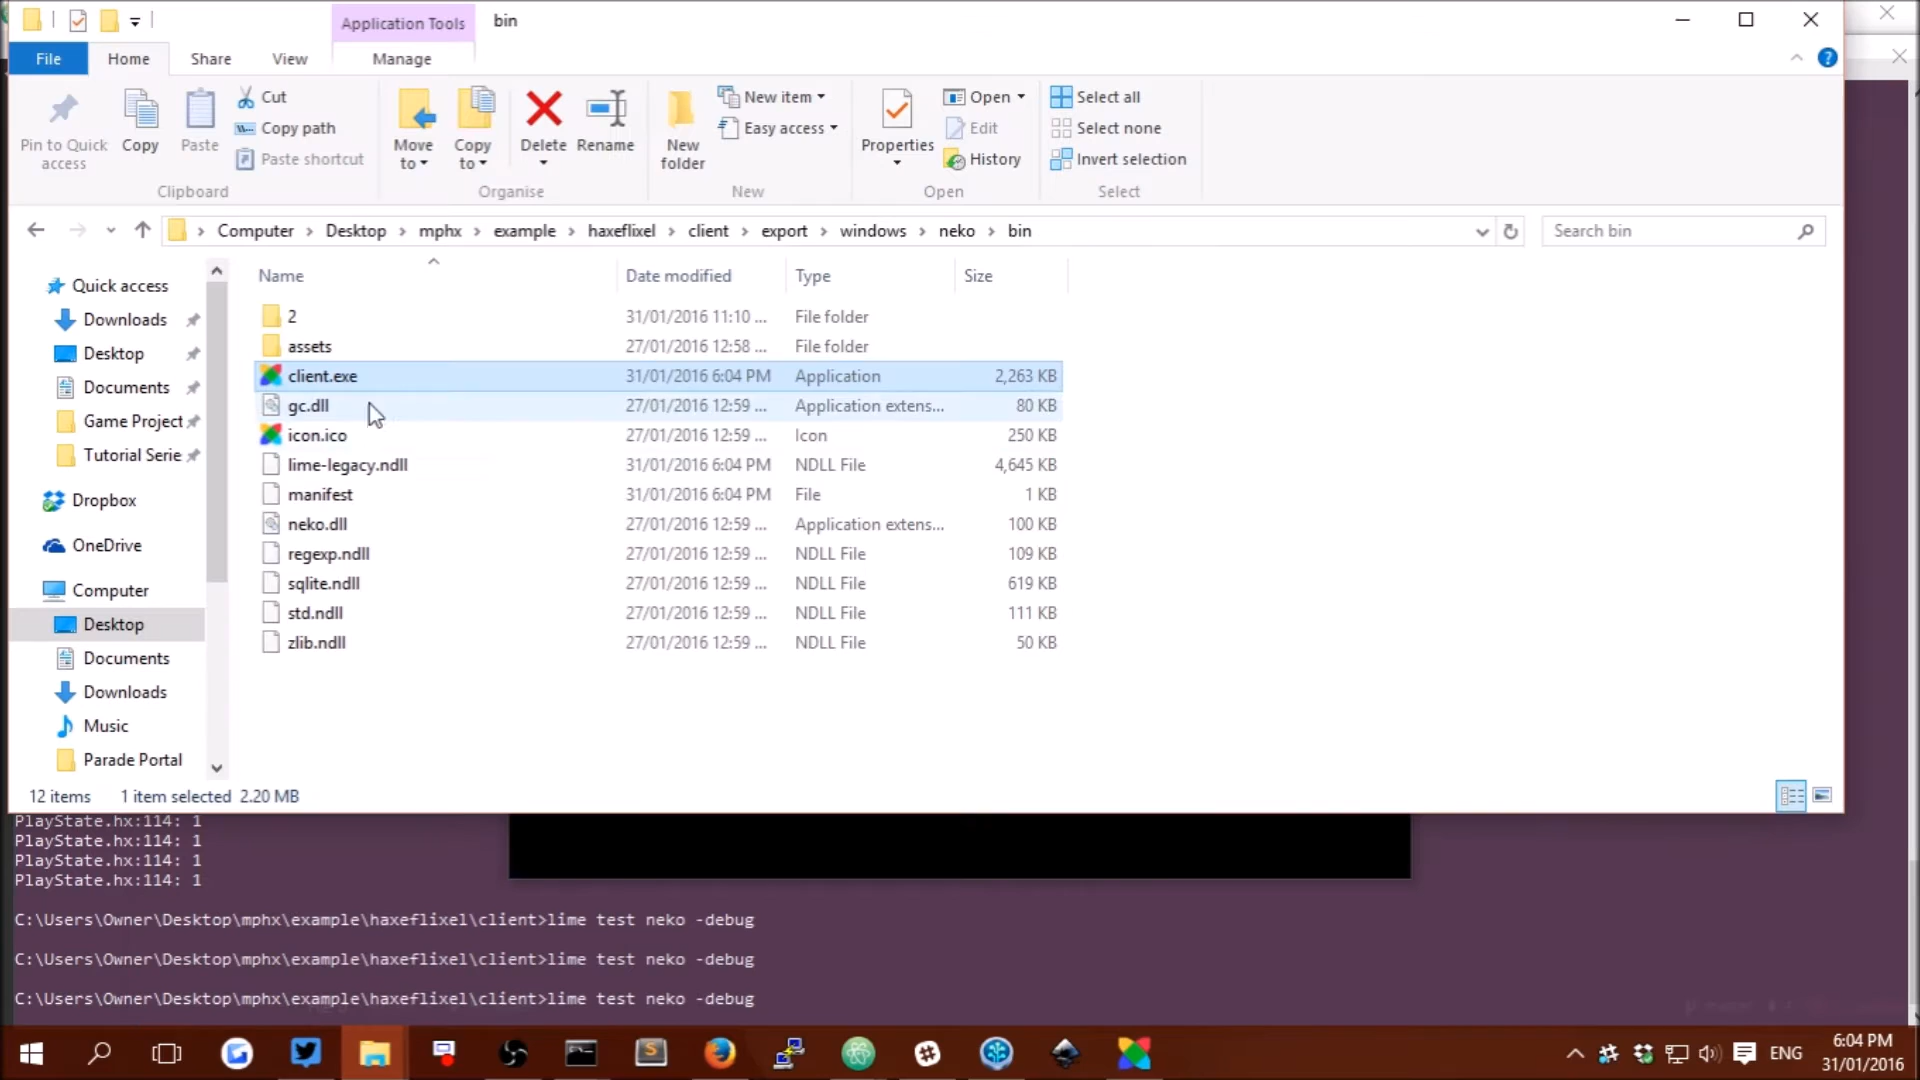 Application Tools
bin
File
Home
Share
View
Manage
Pin to Quick access
Copy
Paste
Cut
Copy path
Paste shortcut
Clipboard
Move to
Copy to
Delete
Rename
Organise
New folder
New item
Easy access
New
Properties
Open
Edit
History
Open
Select all
Select none
Invert selection
Select
Computer > Desktop > mphx > example > haxeflixel > client > export > windows > neko > bin
Search bin
Quick access
Downloads
Desktop
Documents
Game Project
Tutorial Serie
Dropbox
OneDrive
Computer
Desktop
Documents
Downloads
Music
Parade Portal
Name Date modified Type Size
2 31/01/2016 11:10 ... File folder
assets 27/01/2016 12:58 ... File folder
client.exe 31/01/2016 6:04 PM Application 2,263 KB
gc.dll 27/01/2016 12:59 ... Application extens... 80 KB
icon.ico 27/01/2016 12:59 ... Icon 250 KB
lime-legacy.ndll 31/01/2016 6:04 PM NDLL File 4,645 KB
manifest 31/01/2016 6:04 PM File 1 KB
neko.dll 27/01/2016 12:59 ... Application extens... 100 KB
regexp.ndll 27/01/2016 12:59 ... NDLL File 109 KB
sqlite.ndll 27/01/2016 12:59 ... NDLL File 619 KB
std.ndll 27/01/2016 12:59 ... NDLL File 111 KB
zlib.ndll 27/01/2016 12:59 ... NDLL File 50 KB
12 items 1 item selected 2.20 MB
PlayState.hx:114: 1
PlayState.hx:114: 1
PlayState.hx:114: 1
PlayState.hx:114: 1
C:\Users\Owner\Desktop\mphx\example\haxeflixel\client>lime test neko -debug
C:\Users\Owner\Desktop\mphx\example\haxeflixel\client>lime test neko -debug
C:\Users\Owner\Desktop\mphx\example\haxeflixel\client>lime test neko -debug
ENG
6:04 PM
31/01/2016